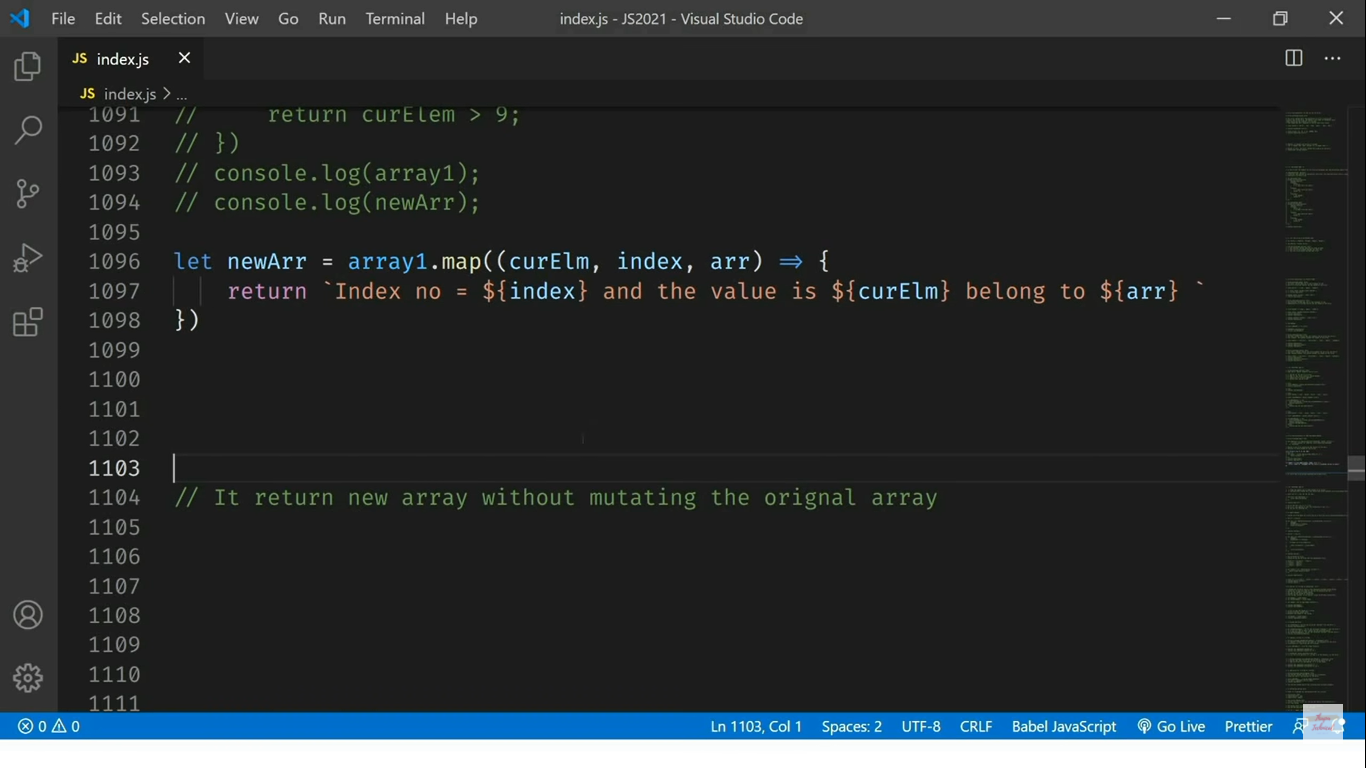 File Edit Selection View Go Run Terminal Help index.js - JS2021 - Visual Studio Code
JS index.js
JS index.js > ...
1091 //     return curElem > 9;
1092 // })
1093 // console.log(array1);
1094 // console.log(newArr);
1095
1096 let newArr = array1.map((curElm, index, arr) => {
1097     return `Index no = ${index} and the value is ${curElm} belong to ${arr} `
1098 })
1099
1100
1101
1102
1103
1104 // It return new array without mutating the orignal array
1105
1106
1107
1108
1109
1110
1111
0 0 Ln 1103, Col 1 Spaces: 2 UTF-8 CRLF Babel JavaScript Go Live Prettier